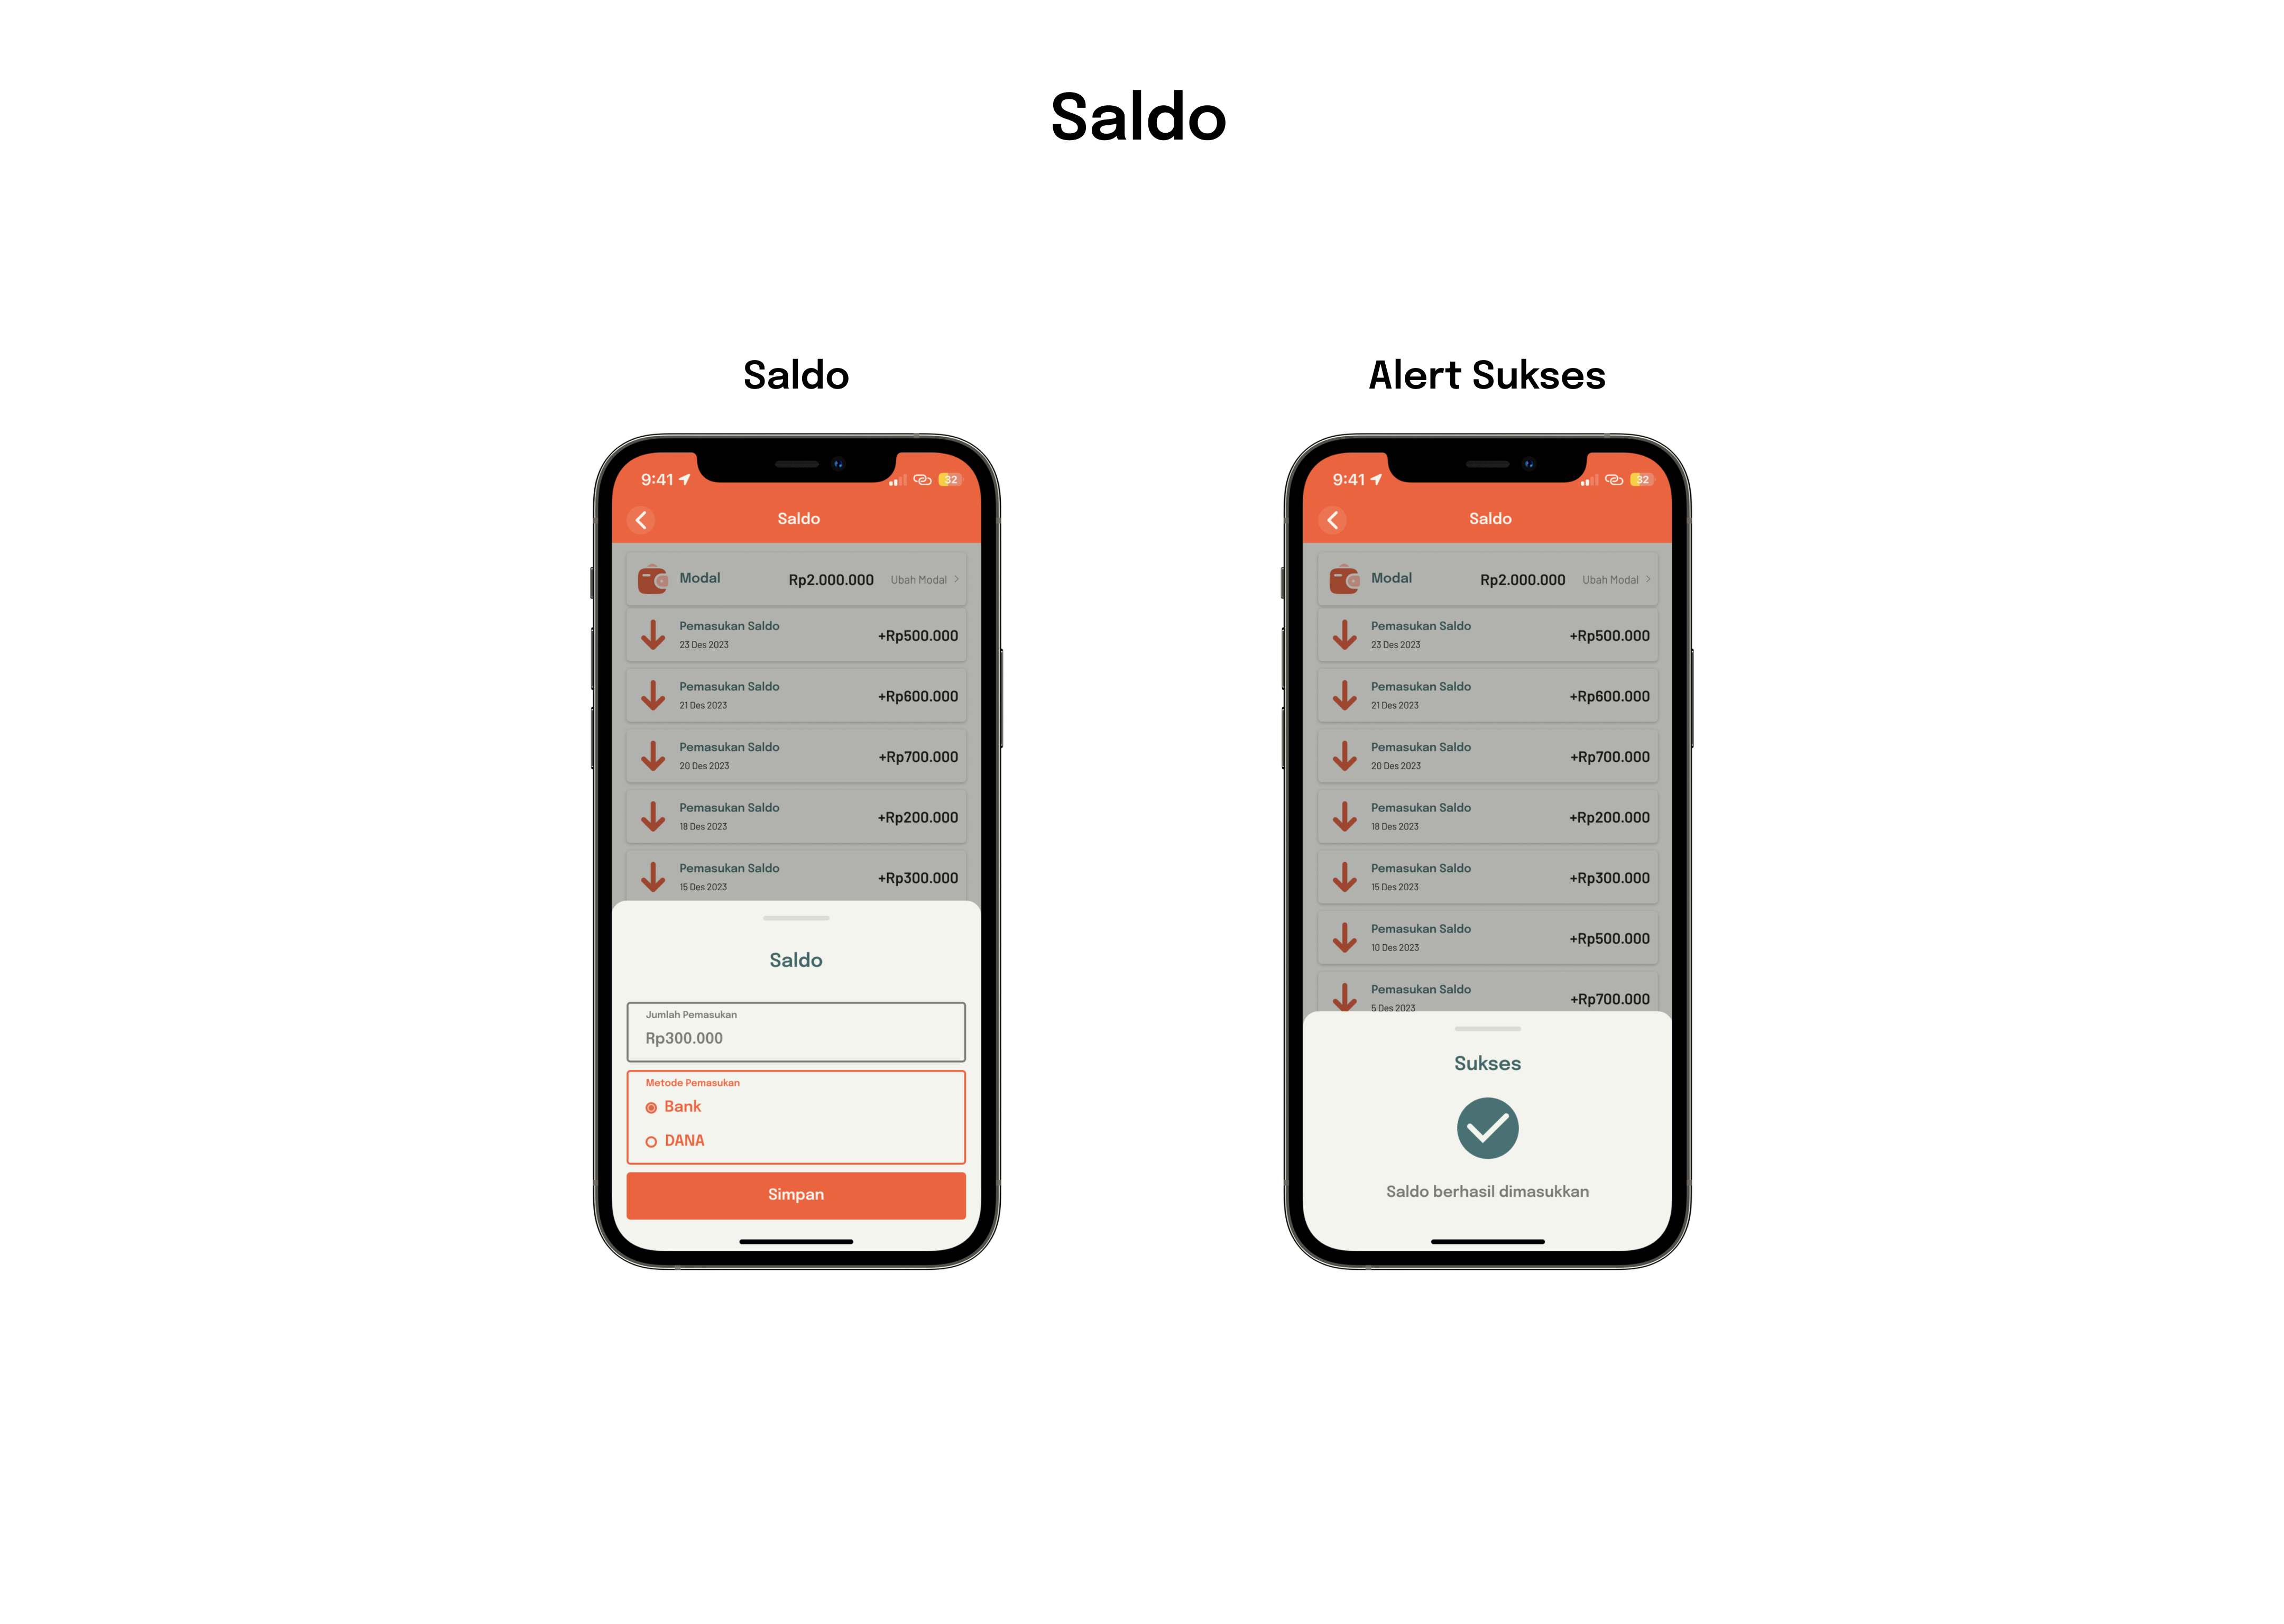 Saldo
Saldo
9:41
32
Saldo
Modal Rp2.000.000 Ubah Modal
Pemasukan Saldo
23 Des 2023
+Rp500.000
Pemasukan Saldo
21 Des 2023
+Rp600.000
Pemasukan Saldo
20 Des 2023
+Rp700.000
Pemasukan Saldo
18 Des 2023
+Rp200.000
Pemasukan Saldo
15 Des 2023
+Rp300.000
Saldo
Jumlah Pemasukan
Rp300.000
Metode Pemasukan
Bank
DANA
Simpan
Alert Sukses
9:41
32
Saldo
Modal Rp2.000.000 Ubah Modal
Pemasukan Saldo
23 Des 2023
+Rp500.000
Pemasukan Saldo
21 Des 2023
+Rp600.000
Pemasukan Saldo
20 Des 2023
+Rp700.000
Pemasukan Saldo
18 Des 2023
+Rp200.000
Pemasukan Saldo
15 Des 2023
+Rp300.000
Pemasukan Saldo
10 Des 2023
+Rp500.000
Pemasukan Saldo
5 Des 2023
+Rp700.000
Sukses
Saldo berhasil dimasukkan